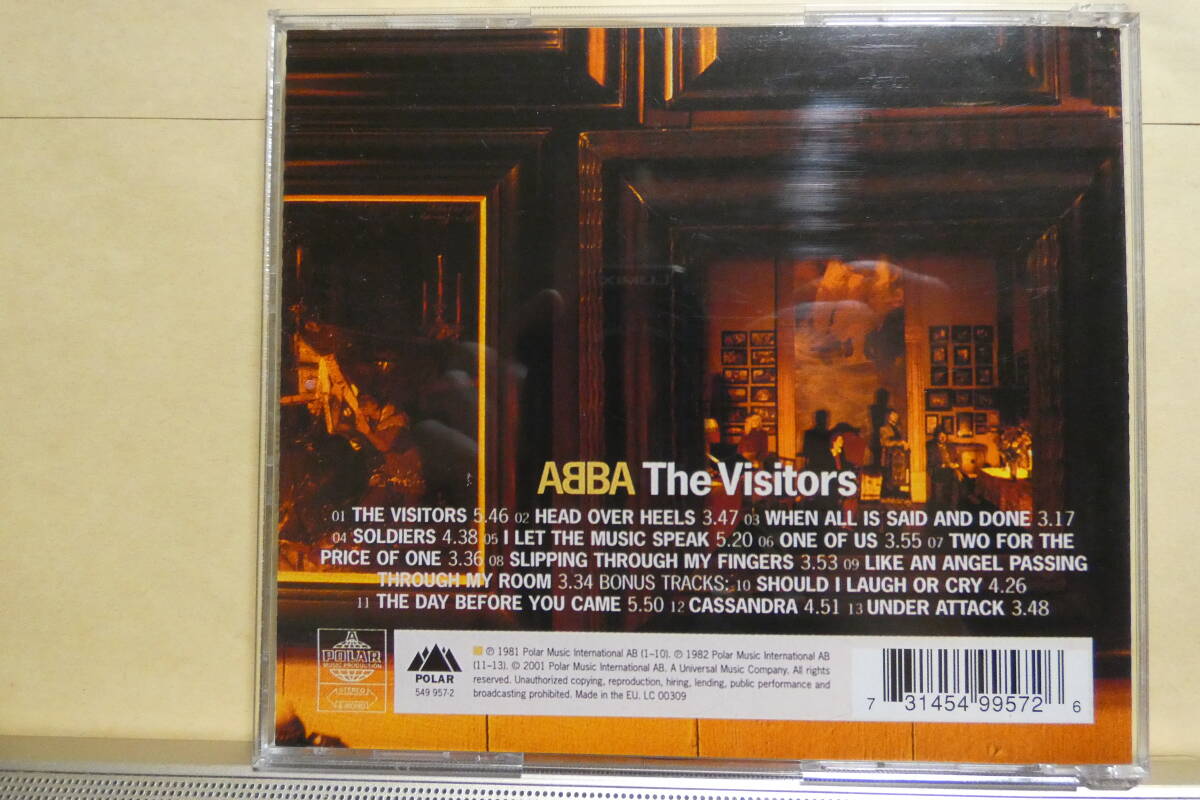 ABBA The Visitors
01 THE VISITORS 5.46 02 HEAD OVER HEELS 3.47 03 WHEN ALL IS SAID AND DONE 3.17
04 SOLDIERS 4.38 05 I LET THE MUSIC SPEAK 5.20 06 ONE OF US 3.55 07 TWO FOR THE
PRICE OF ONE 3.36 08 SLIPPING THROUGH MY FINGERS 3.53 09 LIKE AN ANGEL PASSING
THROUGH MY ROOM 3.34 BONUS TRACKS: 10 SHOULD I LAUGH OR CRY 4.26
11 THE DAY BEFORE YOU CAME 5.50 12 CASSANDRA 4.51 13 UNDER ATTACK 3.48
A
POLAR
MUSIC PRODUCTION
STEREO
POLAR
549 957-2
℗ 1981 Polar Music International AB (1–10). ℗ 1982 Polar Music International AB
(11–13). © 2001 Polar Music International AB. A Universal Music Company. All rights
reserved. Unauthorized copying, reproduction, hiring, lending, public performance and
broadcasting prohibited. Made in the EU. LC 00309
7 31454 99572 6